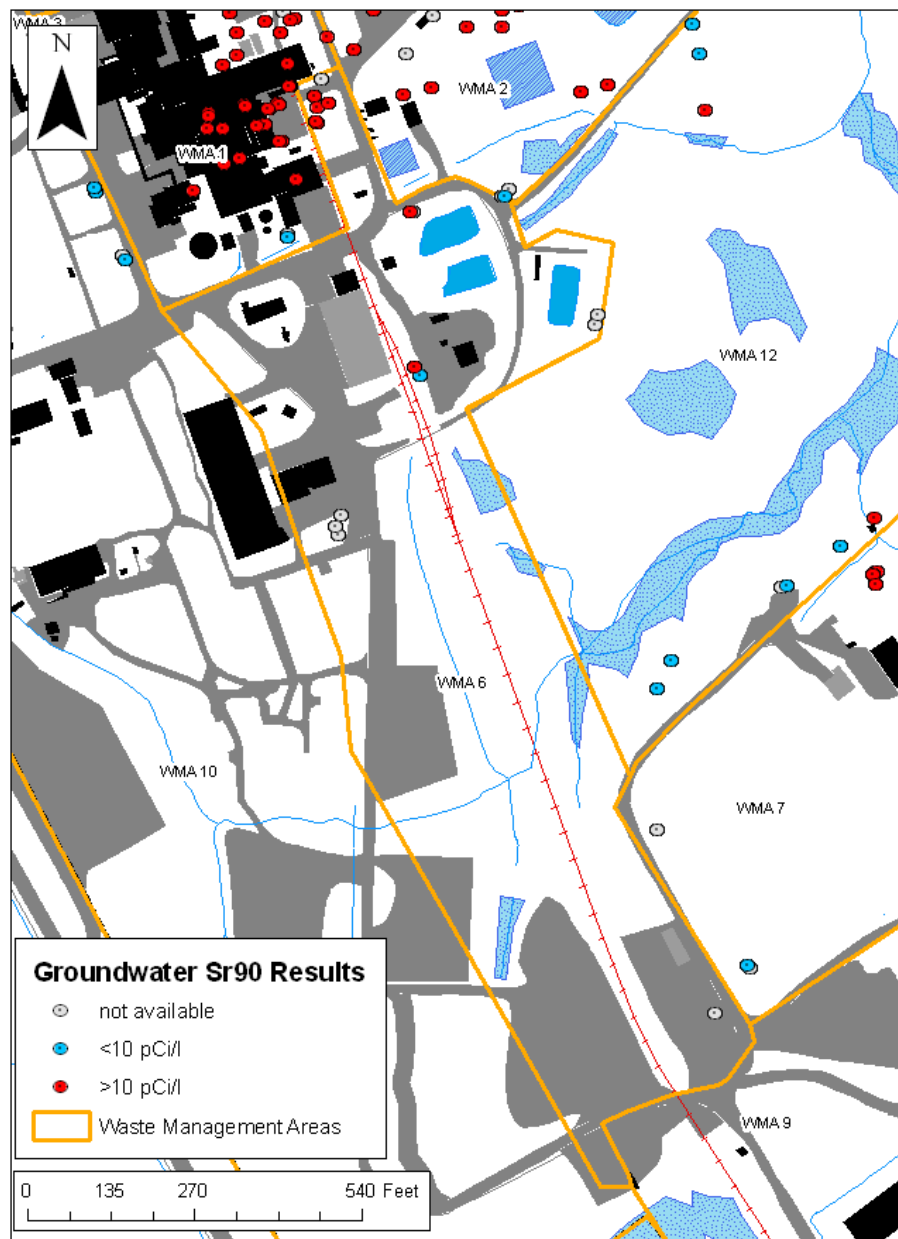 WMA 3
N
WMA 2
WMA 1
WMA 12
WMA 6
WMA 10
WMA 7
Groundwater Sr90 Results
not available
<10 pCi/l
>10 pCi/l
Waste Management Areas
WMA 9
0 135 270 540 Feet